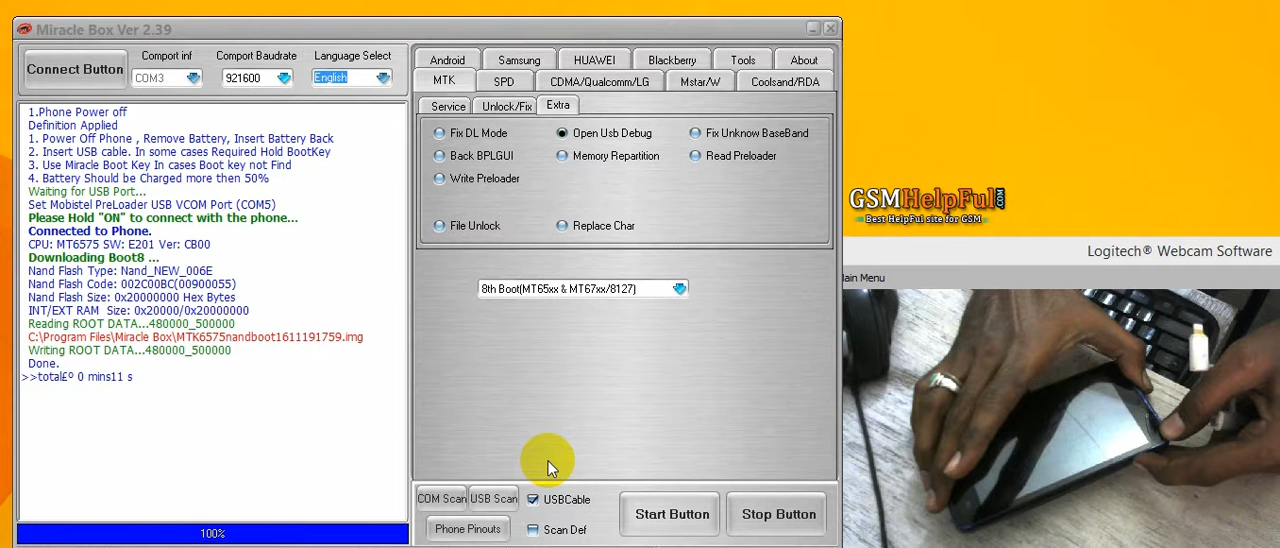 Miracle Box Ver 2.39
Connect Button
Comport inf
Comport Baudrate
Language Select
COM3
921600
English
1.Phone Power off
Definition Applied
1. Power Off Phone , Remove Battery, Insert Battery Back
2. Insert USB cable. In some cases Required Hold BootKey
3. Use Miracle Boot Key In cases Boot key not Find
4. Battery Should be Charged more then 50%
Waiting for USB Port...
Set Mobistel PreLoader USB VCOM Port (COM5)
Please Hold "ON" to connect with the phone...
Connected to Phone.
CPU: MT6575 SW: E201 Ver: CB00
Downloading Boot8 ...
Nand Flash Type: Nand_NEW_006E
Nand Flash Code: 002C00BC(00900055)
Nand Flash Size: 0x20000000 Hex Bytes
INT/EXT RAM Size: 0x20000/0x20000000
Reading ROOT DATA...480000_500000
C:\Program Files\Miracle Box\MTK6575nandboot1611191759.img
Writing ROOT DATA...480000_500000
Done.
>>total£º 0 mins11 s
100%
Android Samsung HUAWEI Blackberry Tools About
MTK SPD CDMA/Qualcomm/LG Mstar/W Coolsand/RDA
Service Unlock/Fix Extra
Fix DL Mode Open Usb Debug Fix Unknow BaseBand
Back BPLGUI Memory Repartition Read Preloader
Write Preloader
File Unlock Replace Char
8th Boot(MT65xx & MT67xx/8127)
COM Scan USB Scan USBCable
Phone Pinouts Scan Def
Start Button Stop Button
GSMHelpFul.COM
Best HelpFul site for GSM
Logitech® Webcam Software
Main Menu